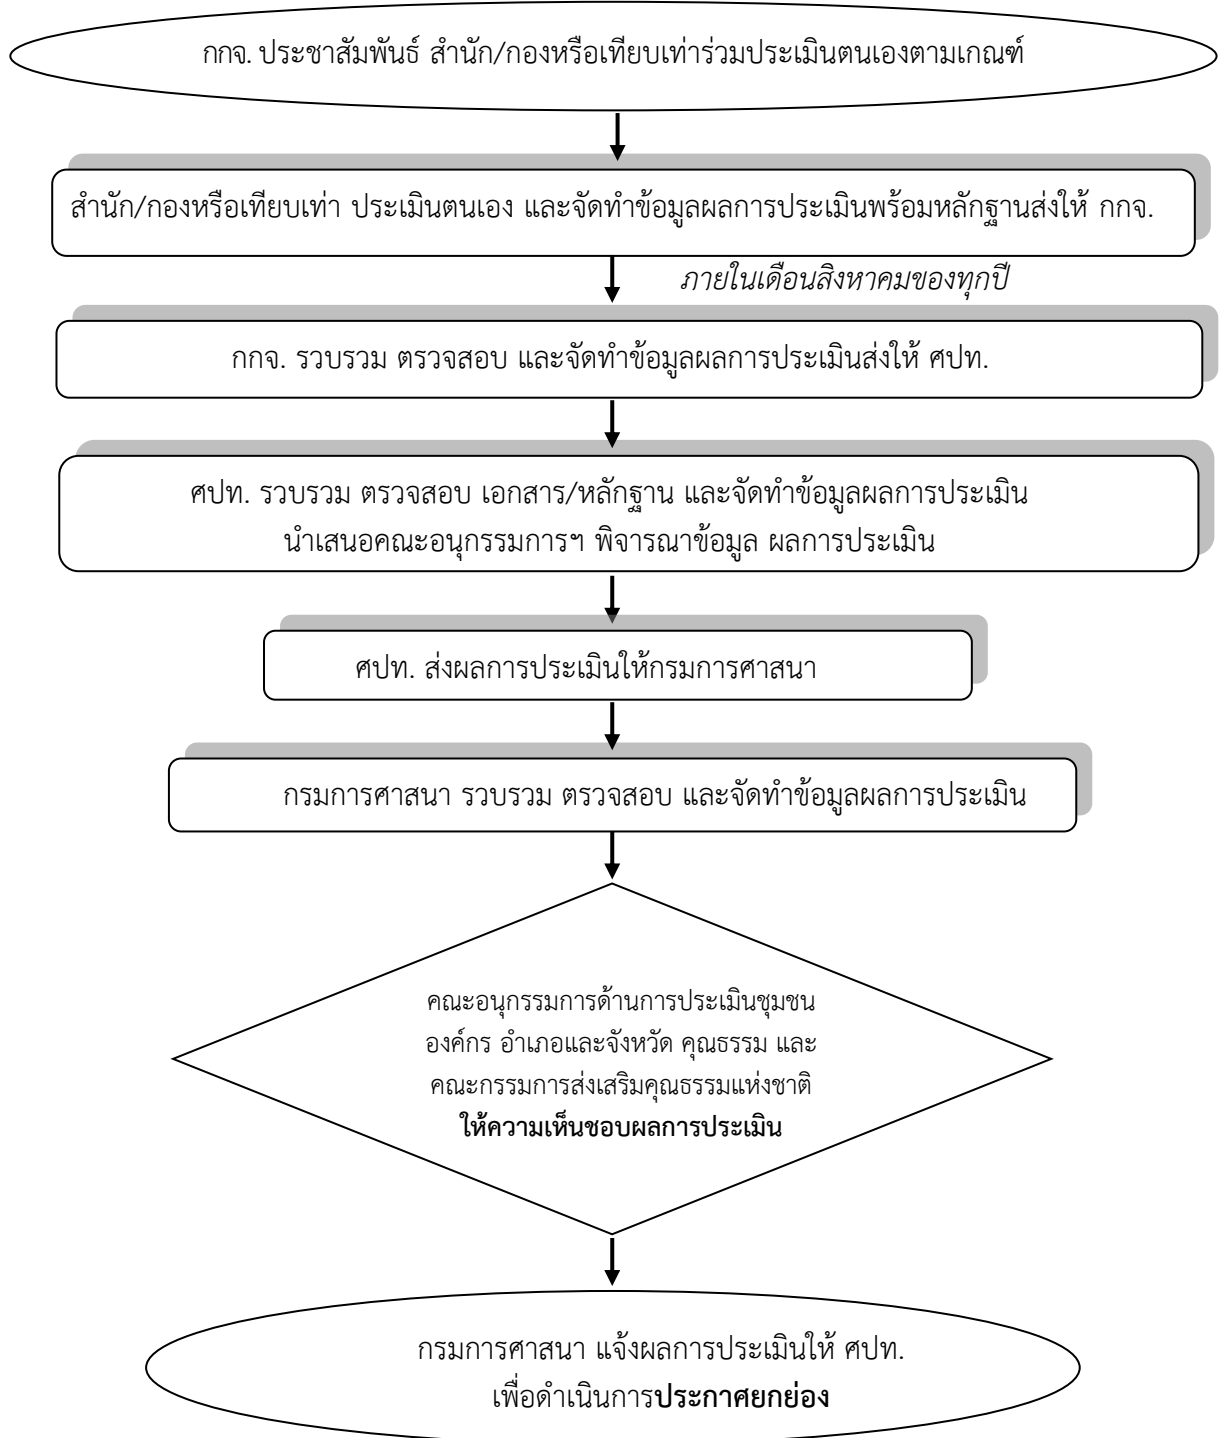 กกจ. ประชาสัมพันธ์ สำนัก/กองหรือเทียบเท่าร่วมประเมินตนเองตามเกณฑ์
สำนัก/กองหรือเทียบเท่า ประเมินตนเอง และจัดทำข้อมูลผลการประเมินพร้อมหลักฐานส่งให้ กกจ.
ภายในเดือนสิงหาคมของทุกปี
กกจ. รวบรวม ตรวจสอบ และจัดทำข้อมูลผลการประเมินส่งให้ ศปท.
ศปท. รวบรวม ตรวจสอบ เอกสาร/หลักฐาน และจัดทำข้อมูลผลการประเมิน
นำเสนอคณะอนุกรรมการฯ พิจารณาข้อมูล ผลการประเมิน
ศปท. ส่งผลการประเมินให้กรมการศาสนา
กรมการศาสนา รวบรวม ตรวจสอบ และจัดทำข้อมูลผลการประเมิน
คณะอนุกรรมการด้านการประเมินชุมชน
องค์กร อำเภอและจังหวัด คุณธรรม และ
คณะกรรมการส่งเสริมคุณธรรมแห่งชาติ
ให้ความเห็นชอบผลการประเมิน
กรมการศาสนา แจ้งผลการประเมินให้ ศปท.
เพื่อดำเนินการประกาศยกย่อง